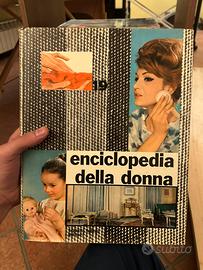 19
enciclopedia
della donna
subito